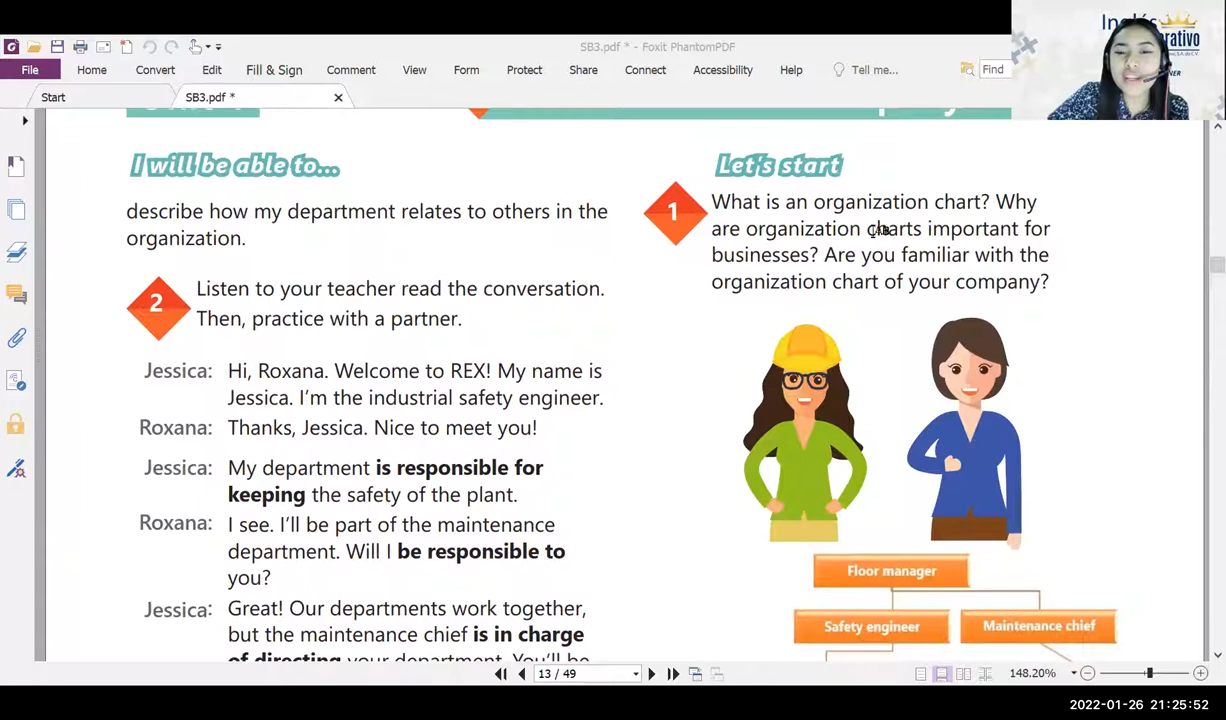 SB3.pdf * - Foxit PhantomPDF
File Home Convert Edit Fill & Sign Comment View Form Protect Share Connect Accessibility Help Tell me... Find
Start SB3.pdf *
I will be able to...
describe how my department relates to others in the
organization.
2
Listen to your teacher read the conversation.
Then, practice with a partner.
Jessica: Hi, Roxana. Welcome to REX! My name is
Jessica. I'm the industrial safety engineer.
Roxana: Thanks, Jessica. Nice to meet you!
Jessica: My department is responsible for
keeping the safety of the plant.
Roxana: I see. I'll be part of the maintenance
department. Will I be responsible to
you?
Jessica: Great! Our departments work together,
but the maintenance chief is in charge
of directing your department. You'll be
Let's start
1
What is an organization chart? Why
are organization charts important for
businesses? Are you familiar with the
organization chart of your company?
Floor manager
Safety engineer
Maintenance chief
13 / 49
148.20%
2022-01-26 21:25:52